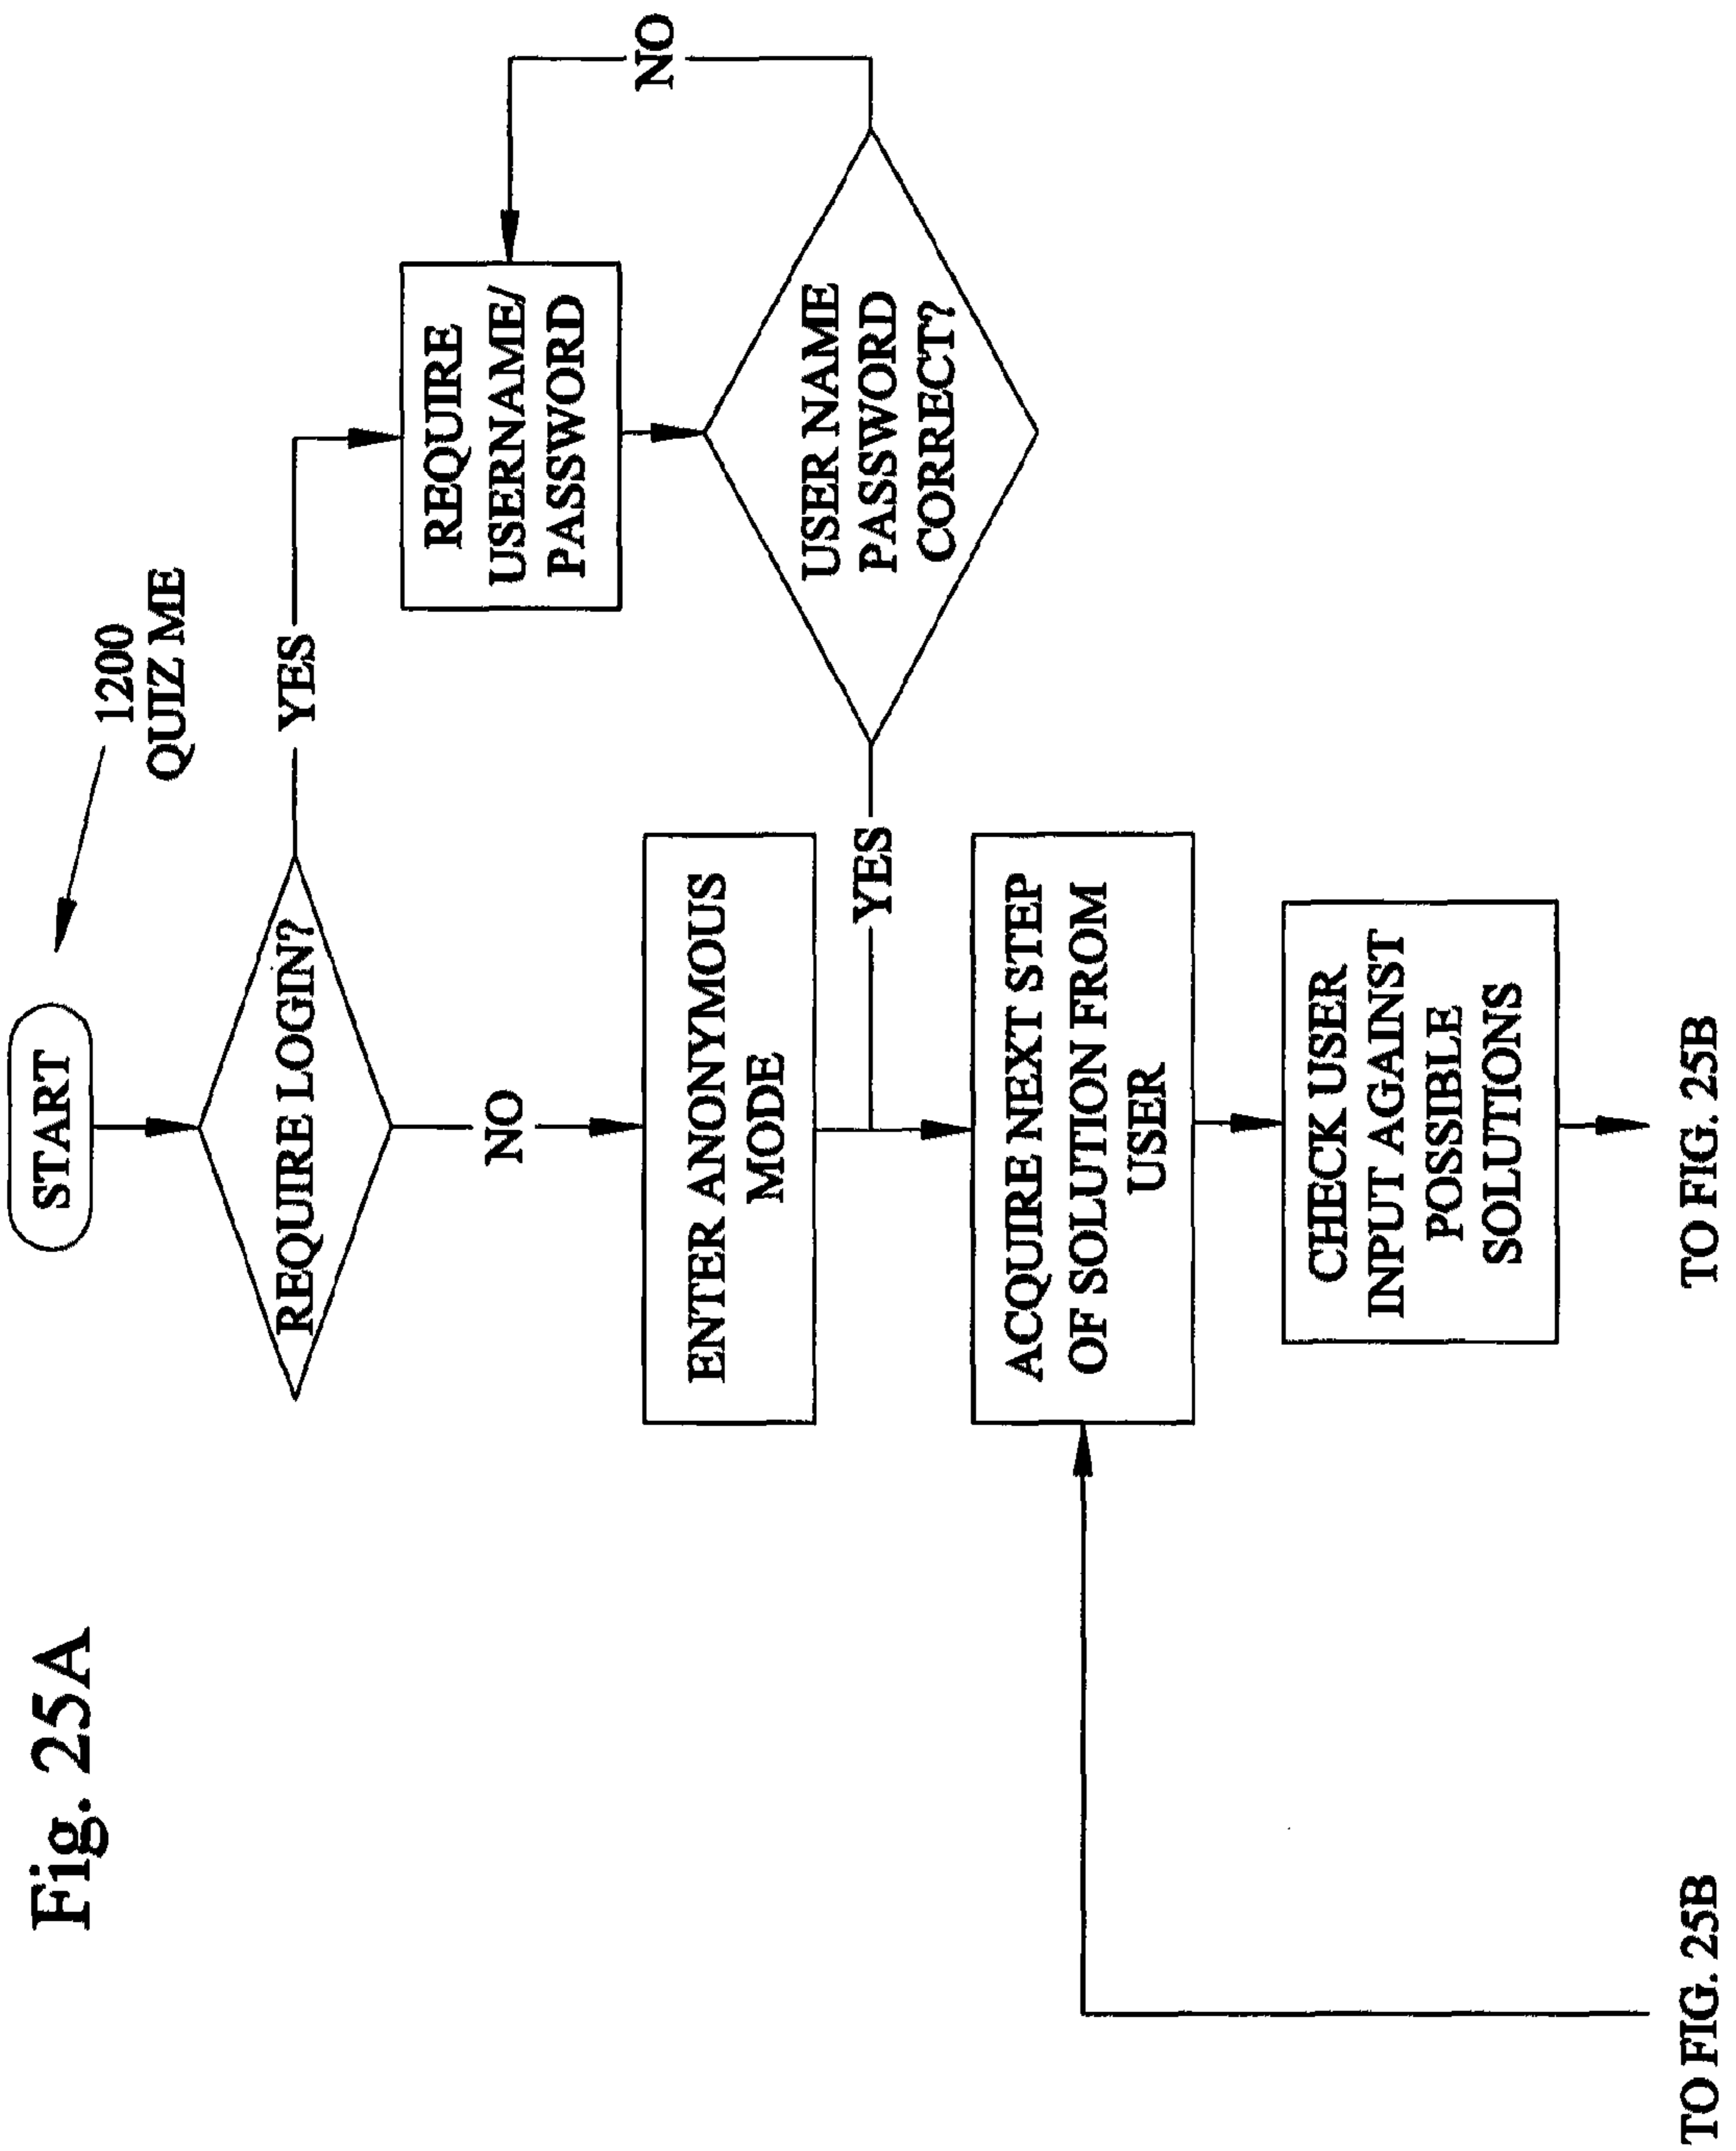 Fig. 25A
START
1200
QUIZ ME
REQUIRE LOGIN?
YES
NO
REQUIRE
USERNAME/
PASSWORD
NO
USER NAME
PASSWORD
CORRECT?
YES
ENTER ANONYMOUS
MODE
ACQUIRE NEXT STEP
OF SOLUTION FROM
USER
CHECK USER
INPUT AGAINST
POSSIBLE
SOLUTIONS
TO FIG. 25B
TO FIG. 25B